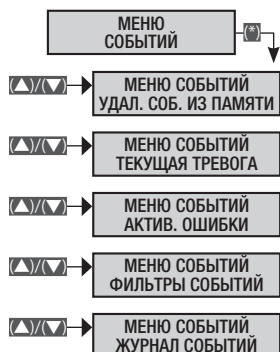 МЕНЮ
СОБЫТИЙ
(*)
(▲)/(▼)
МЕНЮ СОБЫТИЙ
УДАЛ. СОБ. ИЗ ПАМЯТИ
(▲)/(▼)
МЕНЮ СОБЫТИЙ
ТЕКУЩАЯ ТРЕВОГА
(▲)/(▼)
МЕНЮ СОБЫТИЙ
АКТИВ. ОШИБКИ
(▲)/(▼)
МЕНЮ СОБЫТИЙ
ФИЛЬТРЫ СОБЫТИЙ
(▲)/(▼)
МЕНЮ СОБЫТИЙ
ЖУРНАЛ СОБЫТИЙ